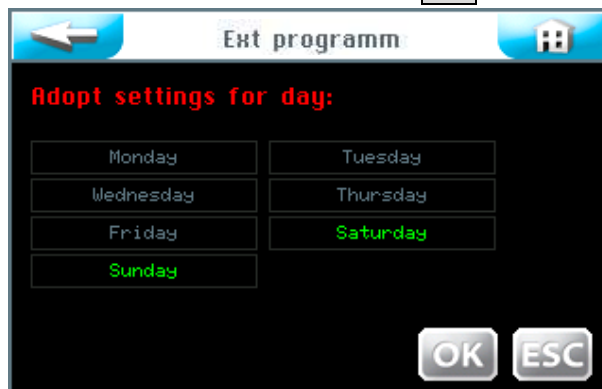 Ext programm
Adopt settings for day:
Monday Tuesday
Wednesday Thursday
Friday Saturday
Sunday
OK ESC